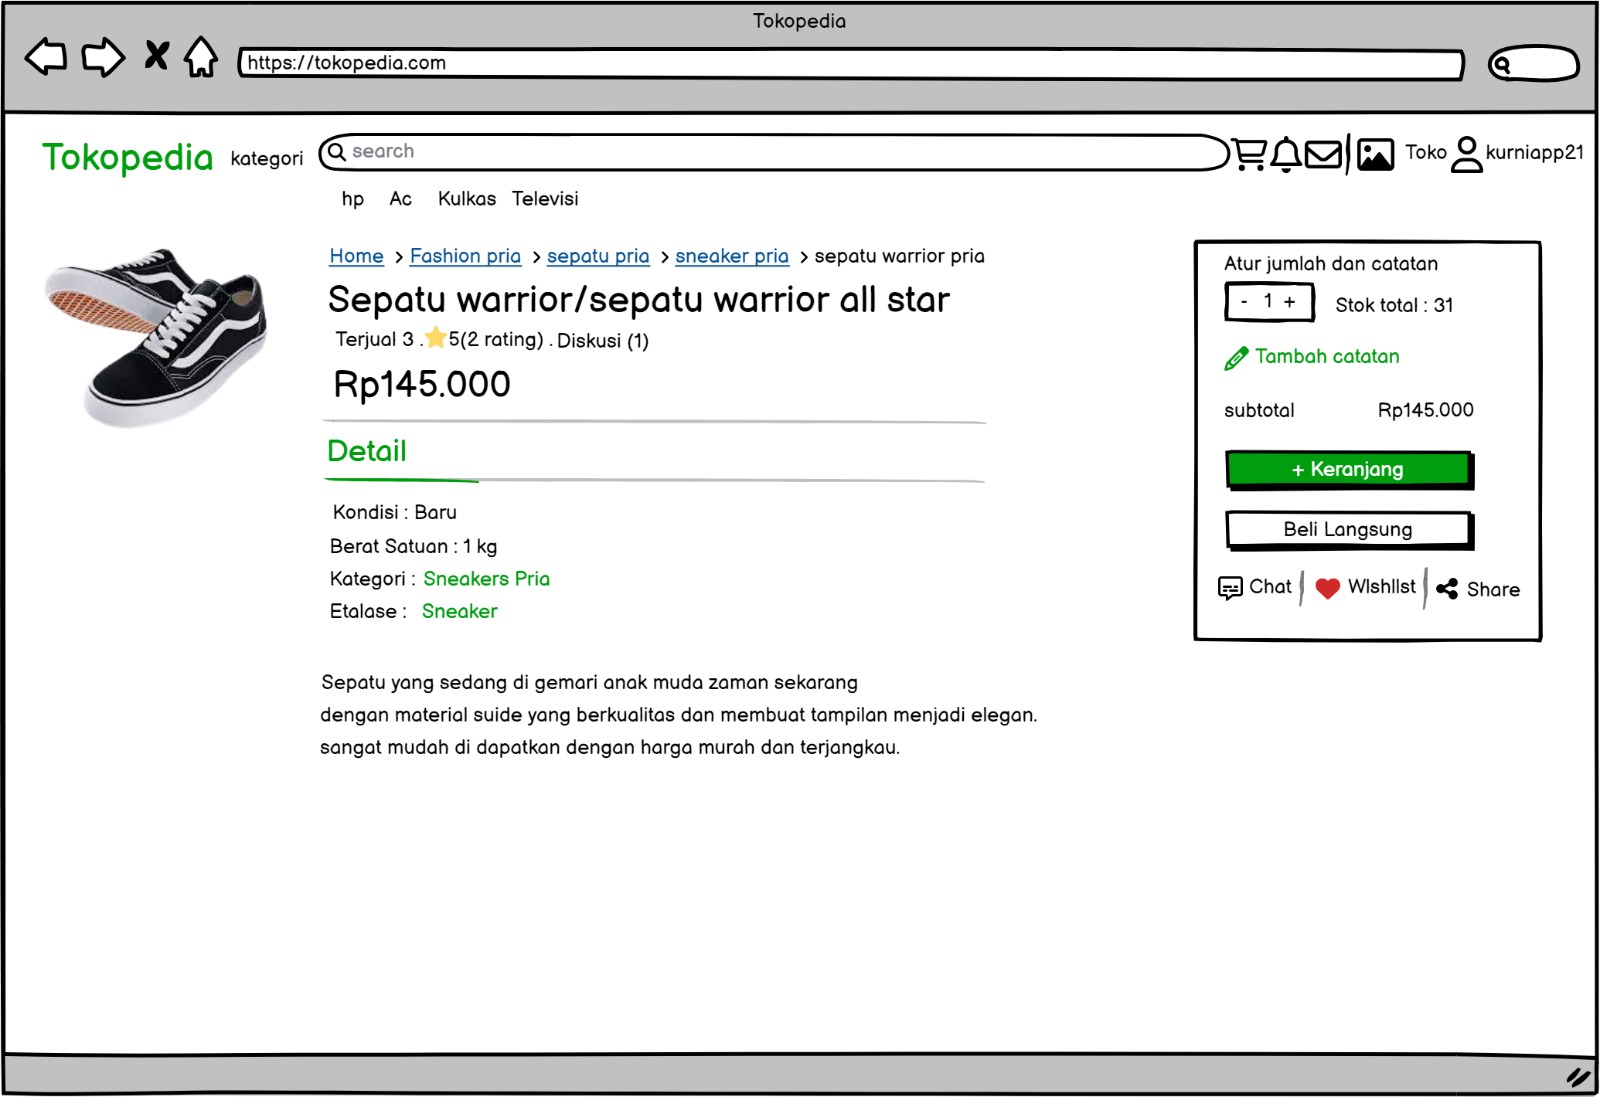 Tokopedia
https://tokopedia.com
Tokopedia kategori search Toko kurniapp21
hp Ac Kulkas Televisi
Home > Fashion pria > sepatu pria > sneaker pria > sepatu warrior pria
Sepatu warrior/sepatu warrior all star
Terjual 3 . 5(2 rating) . Diskusi (1)
Rp145.000
Detail
Kondisi : Baru
Berat Satuan : 1 kg
Kategori : Sneakers Pria
Etalase : Sneaker
Sepatu yang sedang di gemari anak muda zaman sekarang
dengan material suide yang berkualitas dan membuat tampilan menjadi elegan.
sangat mudah di dapatkan dengan harga murah dan terjangkau.
Atur jumlah dan catatan
- 1 + Stok total : 31
Tambah catatan
subtotal Rp145.000
+ Keranjang
Beli Langsung
Chat WIshlIst Share